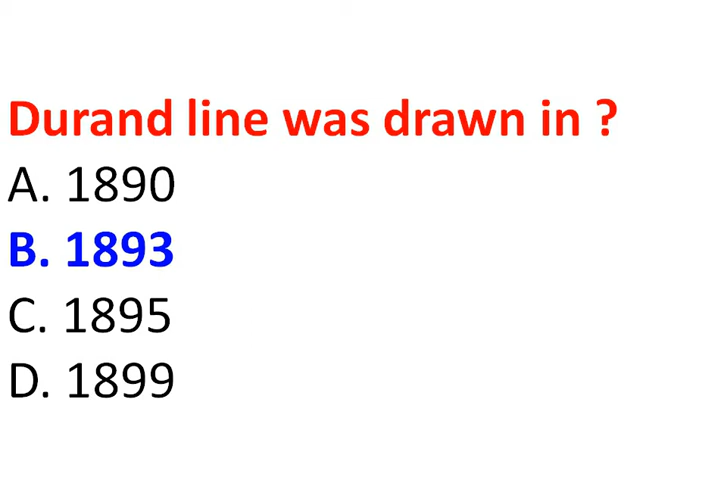 Durand line was drawn in ?
A. 1890
B. 1893
C. 1895
D. 1899